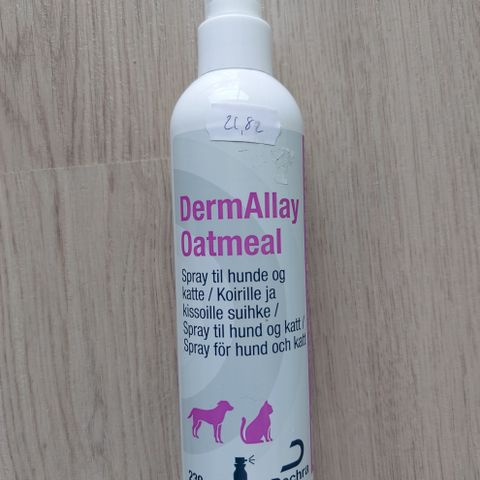 21,82
DermAllay
Oatmeal
Spray til hunde og
katte / Koirille ja
kissoille suihke /
Spray til hund og katt /
Spray för hund och katt
Dechra